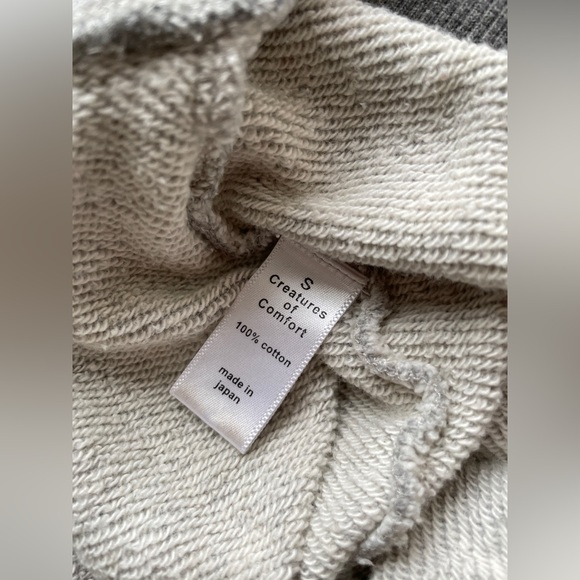 S
Creatures
of
Comfort
100% cotton
made in
japan